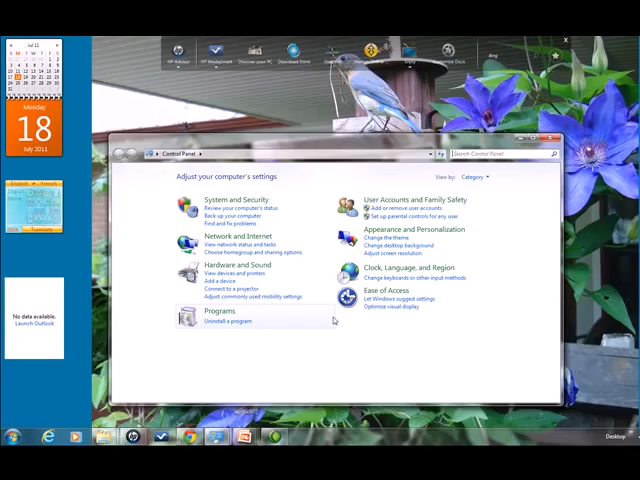 Jul 11
Monday
18
July 2011
No data available.
Launch Outlook
HP Advisor
HP MediaSmart
Discover your PC
Download Store
Enjoy
Customize Dock
Bing
x
Control Panel
Search Control Panel
Adjust your computer's settings
View by: Category
System and Security
Review your computer's status
Back up your computer
Find and fix problems
Network and Internet
View network status and tasks
Choose homegroup and sharing options
Hardware and Sound
View devices and printers
Add a device
Connect to a projector
Adjust commonly used mobility settings
Programs
Uninstall a program
User Accounts and Family Safety
Add or remove user accounts
Set up parental controls for any user
Appearance and Personalization
Change the theme
Change desktop background
Adjust screen resolution
Clock, Language, and Region
Change keyboards or other input methods
Ease of Access
Let Windows suggest settings
Optimize visual display
Desktop